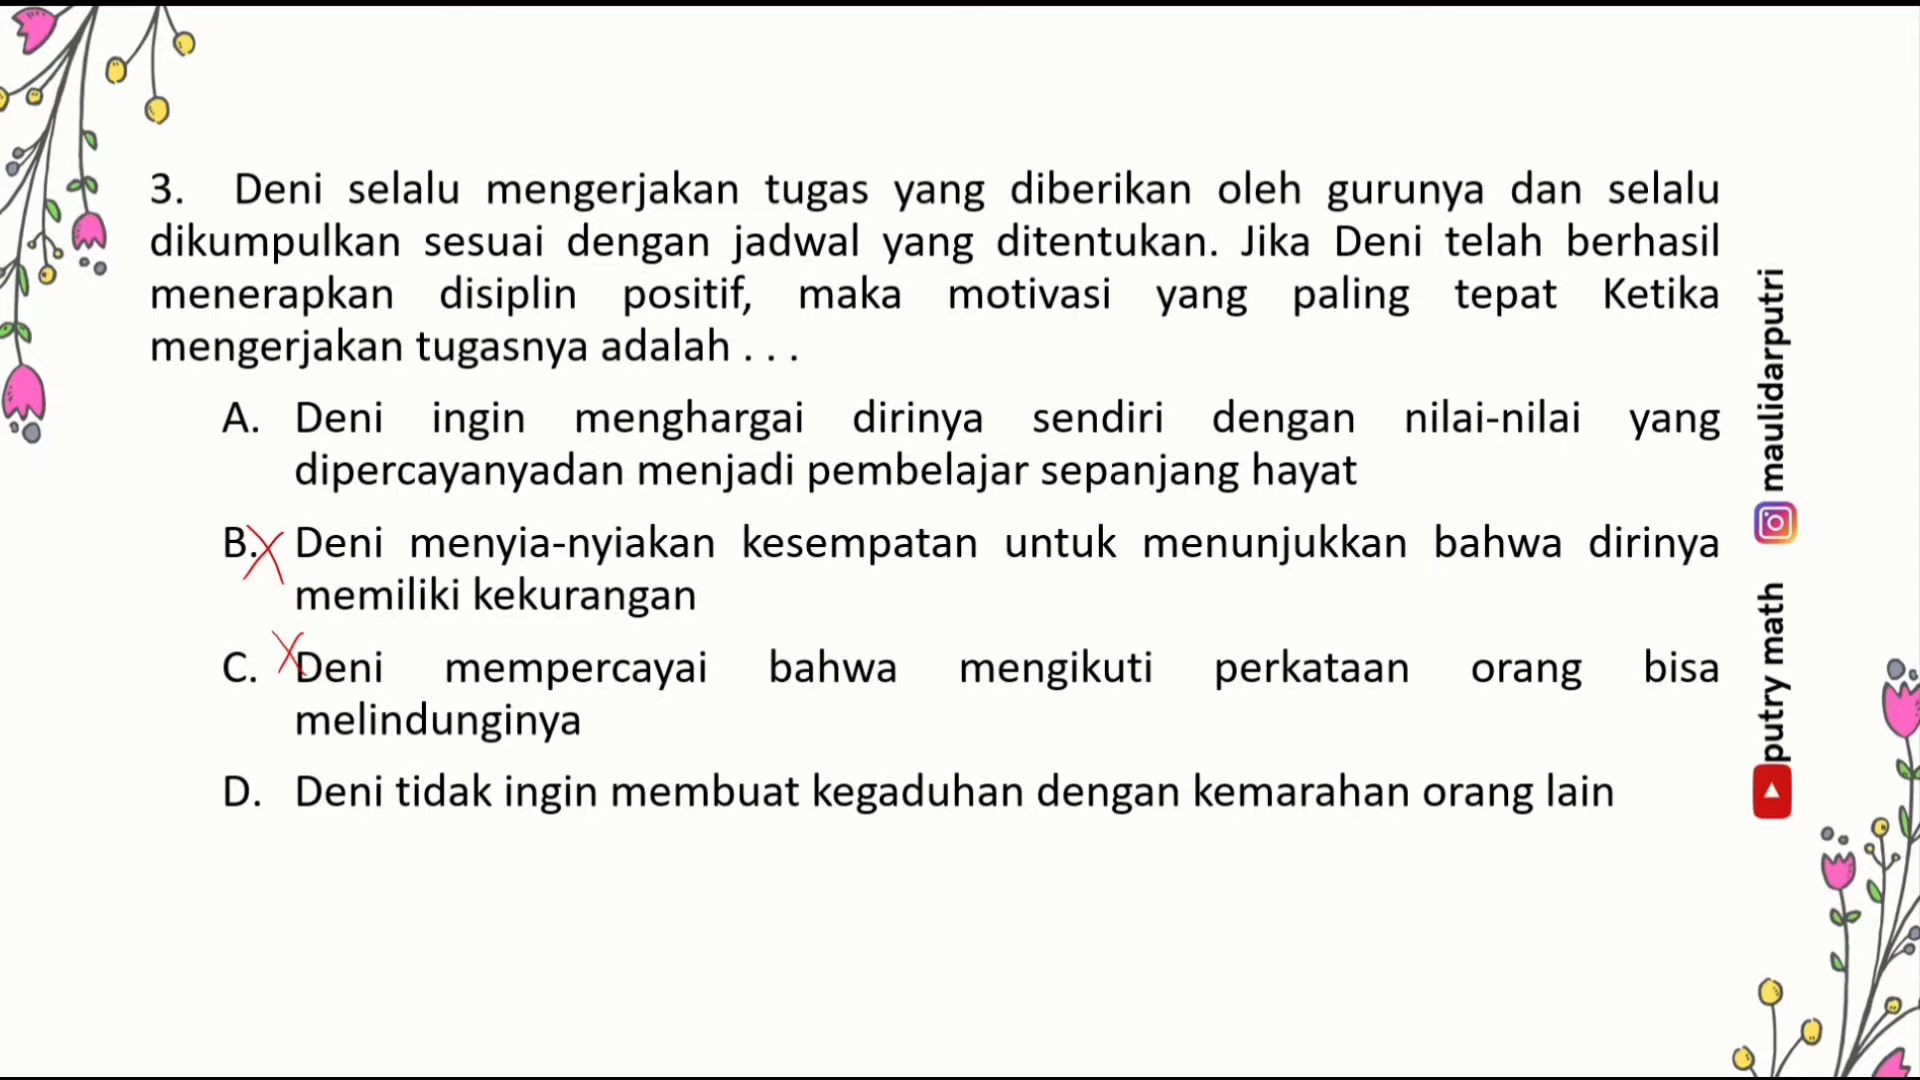 3. Deni selalu mengerjakan tugas yang diberikan oleh gurunya dan selalu
dikumpulkan sesuai dengan jadwal yang ditentukan. Jika Deni telah berhasil
menerapkan disiplin positif, maka motivasi yang paling tepat Ketika
mengerjakan tugasnya adalah . . .
A. Deni ingin menghargai dirinya sendiri dengan nilai-nilai yang
dipercayanyadan menjadi pembelajar sepanjang hayat
B. Deni menyia-nyiakan kesempatan untuk menunjukkan bahwa dirinya
memiliki kekurangan
C. Deni mempercayai bahwa mengikuti perkataan orang bisa
melindunginya
D. Deni tidak ingin membuat kegaduhan dengan kemarahan orang lain
putry math
maulidarputri